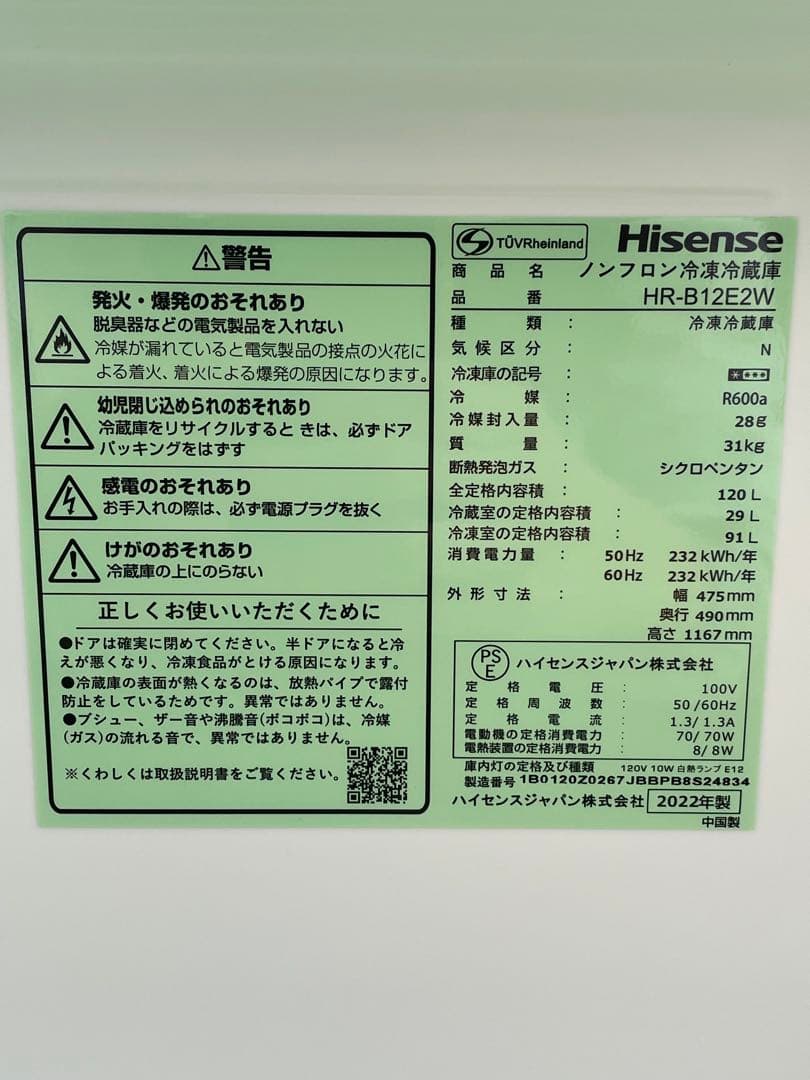 ⚠警告
発火・爆発のおそれあり
脱臭器などの電気製品を入れない
冷媒が漏れていると電気製品の接点の火花に
よる着火、着火による爆発の原因になります。
幼児閉じ込められのおそれあり
冷蔵庫をリサイクルすると きは、必ずドア
パッキングをはずす
感電のおそれあり
お手入れの際は、必ず電源プラグを抜く
けがのおそれあり
冷蔵庫の上にのらない
正しくお使いいただくために
●ドアは確実に閉めてください。半ドアになると冷
えが悪くなり、冷凍食品がとける原因になります。
●冷蔵庫の表面が熱くなるのは、放熱パイプで露付
防止をしているためです。異常ではありません。
●ブシュー、ザー音や沸騰音(ポコポコ)は、冷媒
(ガス)の流れる音で、異常ではありません。
※くわしくは取扱説明書をご覧ください。
TÜVRheinland
Hisense
商品名 ノンフロン冷凍冷蔵庫
品番 HR-B12E2W
種類 : 冷凍冷蔵庫
気候区分 : N
冷凍庫の記号 : ****
冷媒 : R600a
冷媒封入量 : 28g
質量 : 31kg
断熱発泡ガス : シクロペンタン
全定格内容積 : 120 L
冷蔵室の定格内容積 : 29 L
冷凍室の定格内容積 : 91 L
消費電力量 : 50Hz 232 kWh/年
60Hz 232 kWh/年
外形寸法 : 幅 475mm
奥行 490mm
高さ 1167mm
PSE ハイセンスジャパン株式会社
定格電圧 : 100V
定格周波数 : 50/60Hz
定格電流 : 1.3/ 1.3A
電動機の定格消費電力 : 70/ 70W
電熱装置の定格消費電力 : 8/ 8W
庫内灯の定格及び種類 120V 10W 白熱ランプ E12
製造番号 1B0120Z0267JBBPB8S24834
ハイセンスジャパン株式会社 2022年製
中国製